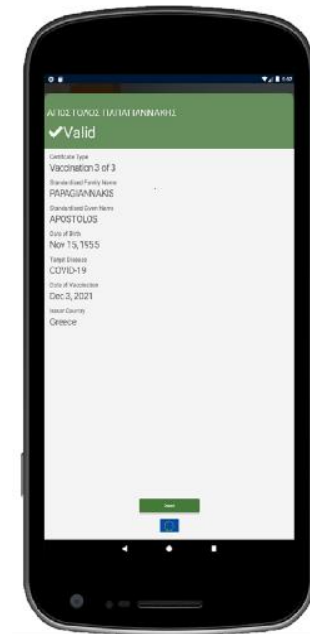 ΑΠΟΣΤΟΛΟΣ ΠΑΠΑΓΙΑΝΝΑΚΗΣ
Valid
Certificate Type
Vaccination 3 of 3
Standardised Family Name
PAPAGIANNAKIS
Standardised Given Name
APOSTOLOS
Date of Birth
Nov 15, 1955
Target Disease
COVID-19
Date of Vaccination
Dec 3, 2021
Issuer Country
Greece